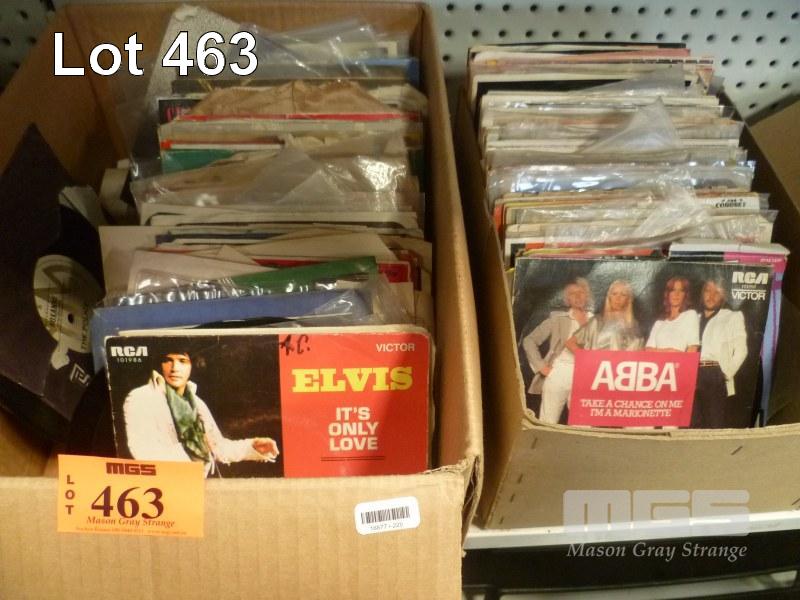 Lot 463
RCA
101986
A.C.
VICTOR
ELVIS
IT'S
ONLY
LOVE
RCA
VICTOR
ABBA
TAKE A CHANCE ON ME
I'M A MARIONETTE
MGS
LOT
463
Mason Gray Strange
MGS
Mason Gray Strange